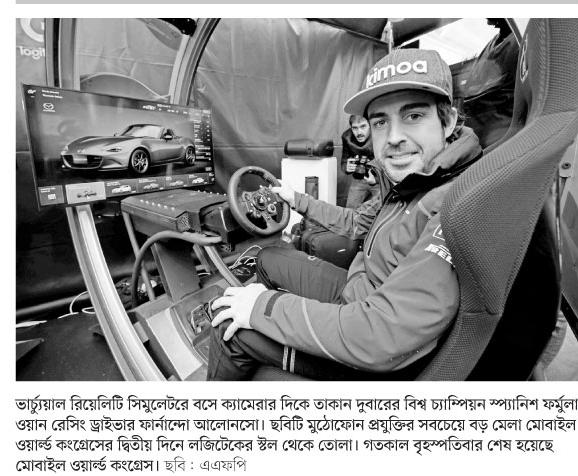 logit
kimoa
ভার্চ্যুয়াল রিয়েলিটি সিমুলেটরে বসে ক্যামেরার দিকে তাকান দুবারের বিশ্ব চ্যাম্পিয়ন স্প্যানিশ ফর্মুলা
ওয়ান রেসিং ড্রাইভার ফার্নান্দো আলোনসো। ছবিটি মুঠোফোন প্রযুক্তির সবচেয়ে বড় মেলা মোবাইল
ওয়ার্ল্ড কংগ্রেসের দ্বিতীয় দিনে লজিটেকের স্টল থেকে তোলা। গতকাল বৃহস্পতিবার শেষ হয়েছে
মোবাইল ওয়ার্ল্ড কংগ্রেস। ছবি : এএফপি